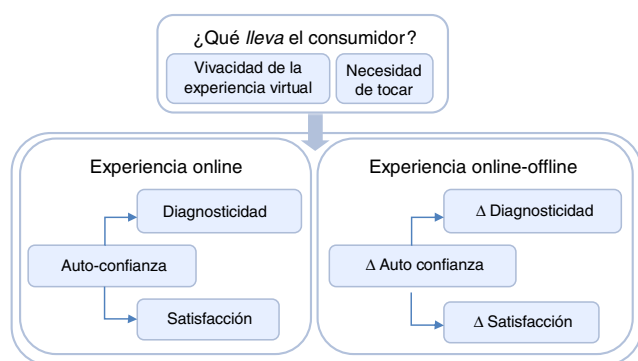 ¿Qué lleva el consumidor?
Vivacidad de la
experiencia virtual
Necesidad
de tocar
Experiencia online
Diagnosticidad
Auto-confianza
Satisfacción
Experiencia online-offline
Δ Diagnosticidad
Δ Auto confianza
Δ Satisfacción